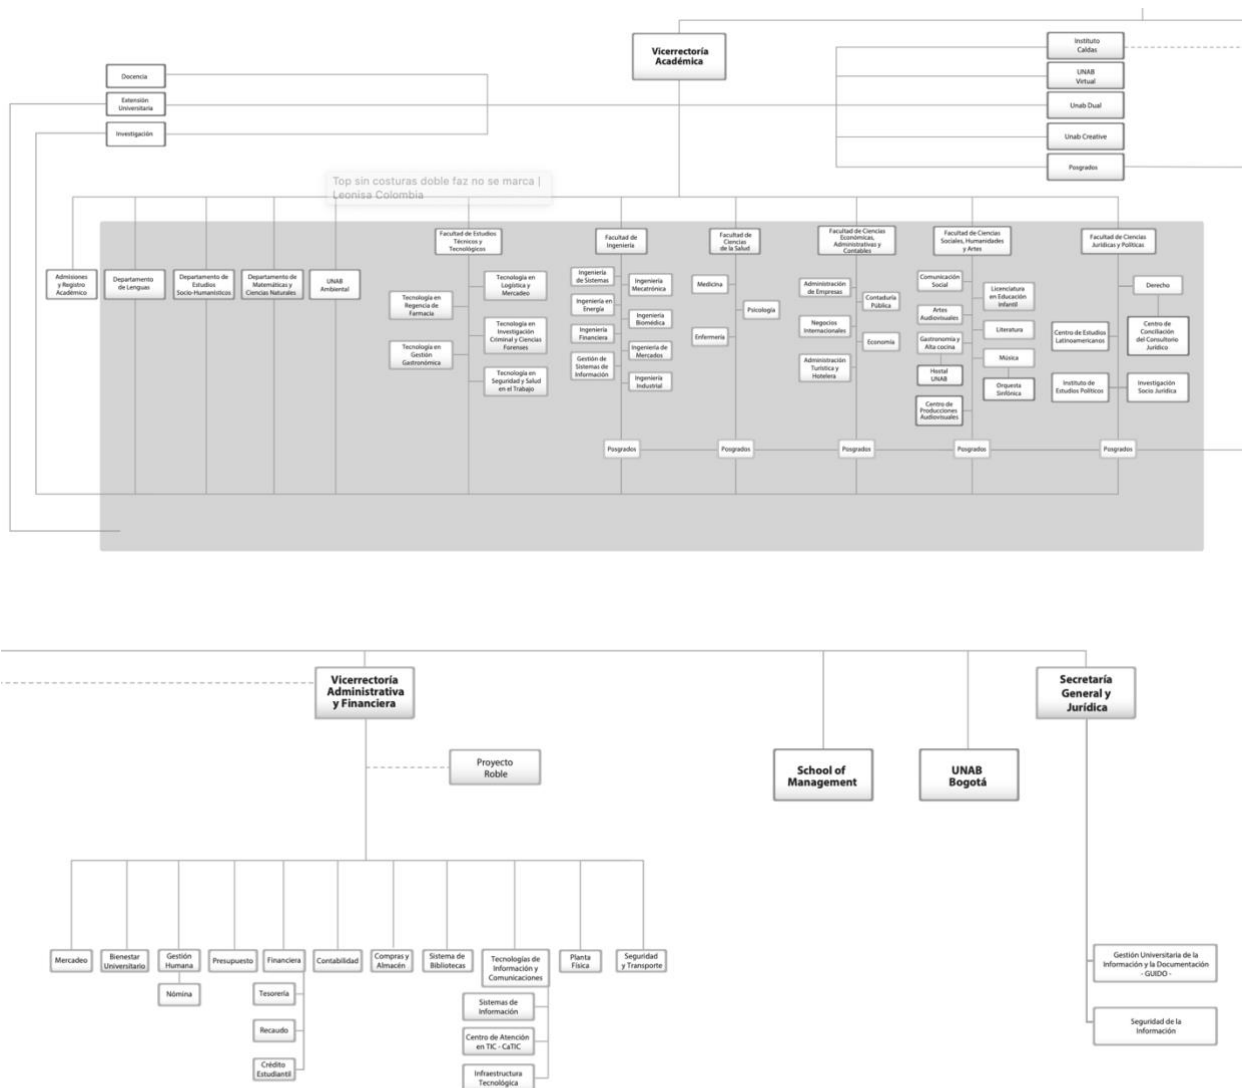 Vicerrectoría
Académica
Instituto
Caldas
UNAB
Virtual
Unab Dual
Unab Creative
Posgrados
Docencia
Extensión
Universitaria
Investigación
Top sin costuras doble faz no se marca |
Leonisa Colombia
Admisiones
y Registro
Académico
Departamento
de Lenguas
Departamento de
Estudios
Socio-Humanísticos
Departamento de
Matemáticas y
Ciencias Naturales
UNAB
Ambiental
Facultad de Estudios
Técnicos y
Tecnológicos
Tecnología en
Logística y
Mercadeo
Tecnología en
Regencia de
Farmacia
Tecnología en
Investigación
Criminal y Ciencias
Forenses
Tecnología en
Gestión
Gastronómica
Tecnología en
Seguridad y Salud
en el Trabajo
Facultad de
Ingeniería
Ingeniería
de Sistemas
Ingeniería
Mecatrónica
Ingeniería en
Energía
Ingeniería
Biomédica
Ingeniería
Financiera
Ingeniería de
Mercados
Gestión de
Sistemas de
Información
Ingeniería
Industrial
Posgrados
Facultad de
Ciencias
de la Salud
Medicina
Psicología
Enfermería
Posgrados
Facultad de Ciencias
Económicas,
Administrativas y
Contables
Administración
de Empresas
Contaduría
Pública
Negocios
Internacionales
Economía
Administración
Turística y
Hotelera
Posgrados
Facultad de Ciencias
Sociales, Humanidades
y Artes
Comunicación
Social
Licenciatura
en Educación
Infantil
Artes
Audiovisuales
Literatura
Gastronomía y
Alta cocina
Música
Hostal
UNAB
Orquesta
Sinfónica
Centro de
Producciones
Audiovisuales
Posgrados
Facultad de Ciencias
Jurídicas y Políticas
Derecho
Centro de Estudios
Latinoamericanos
Centro de
Conciliación
del Consultorio
Jurídico
Instituto de
Estudios Políticos
Investigación
Socio Jurídica
Posgrados
Vicerrectoría
Administrativa
y Financiera
Proyecto
Roble
School of
Management
UNAB
Bogotá
Secretaría
General y
Jurídica
Mercadeo
Bienestar
Universitario
Gestión
Humana
Nómina
Presupuesto
Financiera
Tesorería
Recaudo
Crédito
Estudiantil
Contabilidad
Compras y
Almacén
Sistema de
Bibliotecas
Tecnologías de
Información y
Comunicaciones
Sistemas de
Información
Centro de Atención
en TIC - CaTIC
Infraestructura
Tecnológica
Planta
Física
Seguridad
y Transporte
Gestión Universitaria de la
Información y la Documentación
- GUIDO -
Seguridad de la
Información